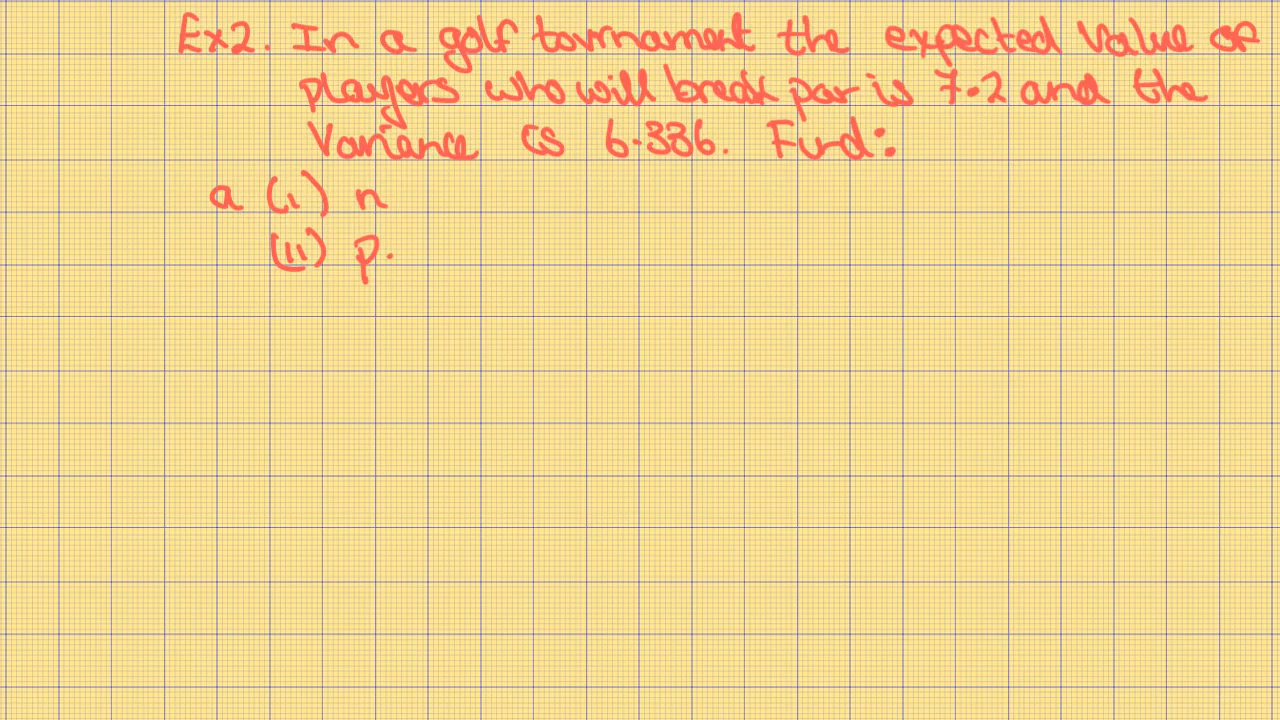 Ex2. In a golf tournament the expected value of
players who will break par is 7.2 and the
Variance is 6.336. Find:
a (i) n
(ii) p.